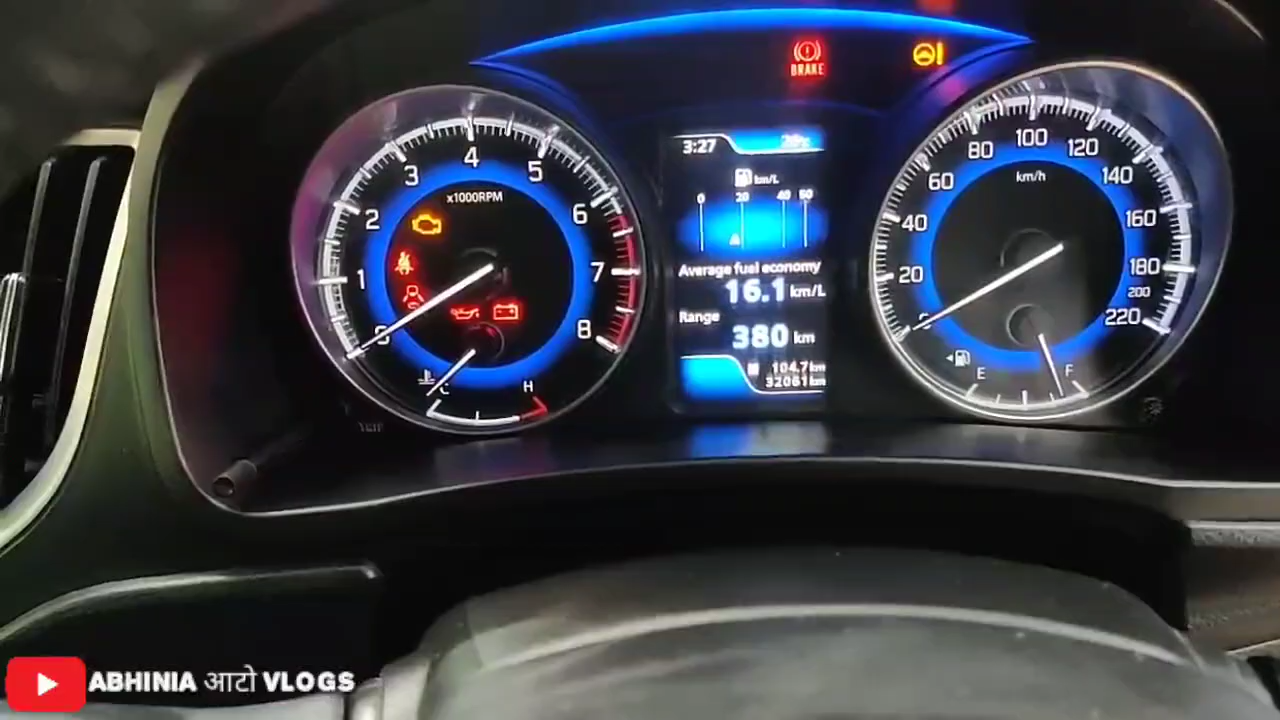 BRAKE
3:27
km/L
0 20 40 50
Average fuel economy
16.1 km/L
Range
380 km
104.7km
32061km
0 1 2 3 4 5 6 7 8
x1000RPM
C H
0 20 40 60 80 100 120 140 160 180 200 220
km/h
E F
ABHINIA आटो VLOGS